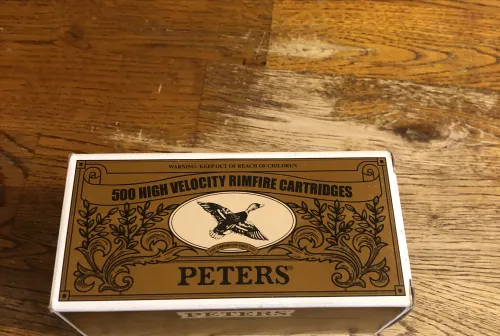 WARNING: KEEP OUT OF REACH OF CHILDREN
500 HIGH VELOCITY RIMFIRE CARTRIDGES
PETERS®
PETERS